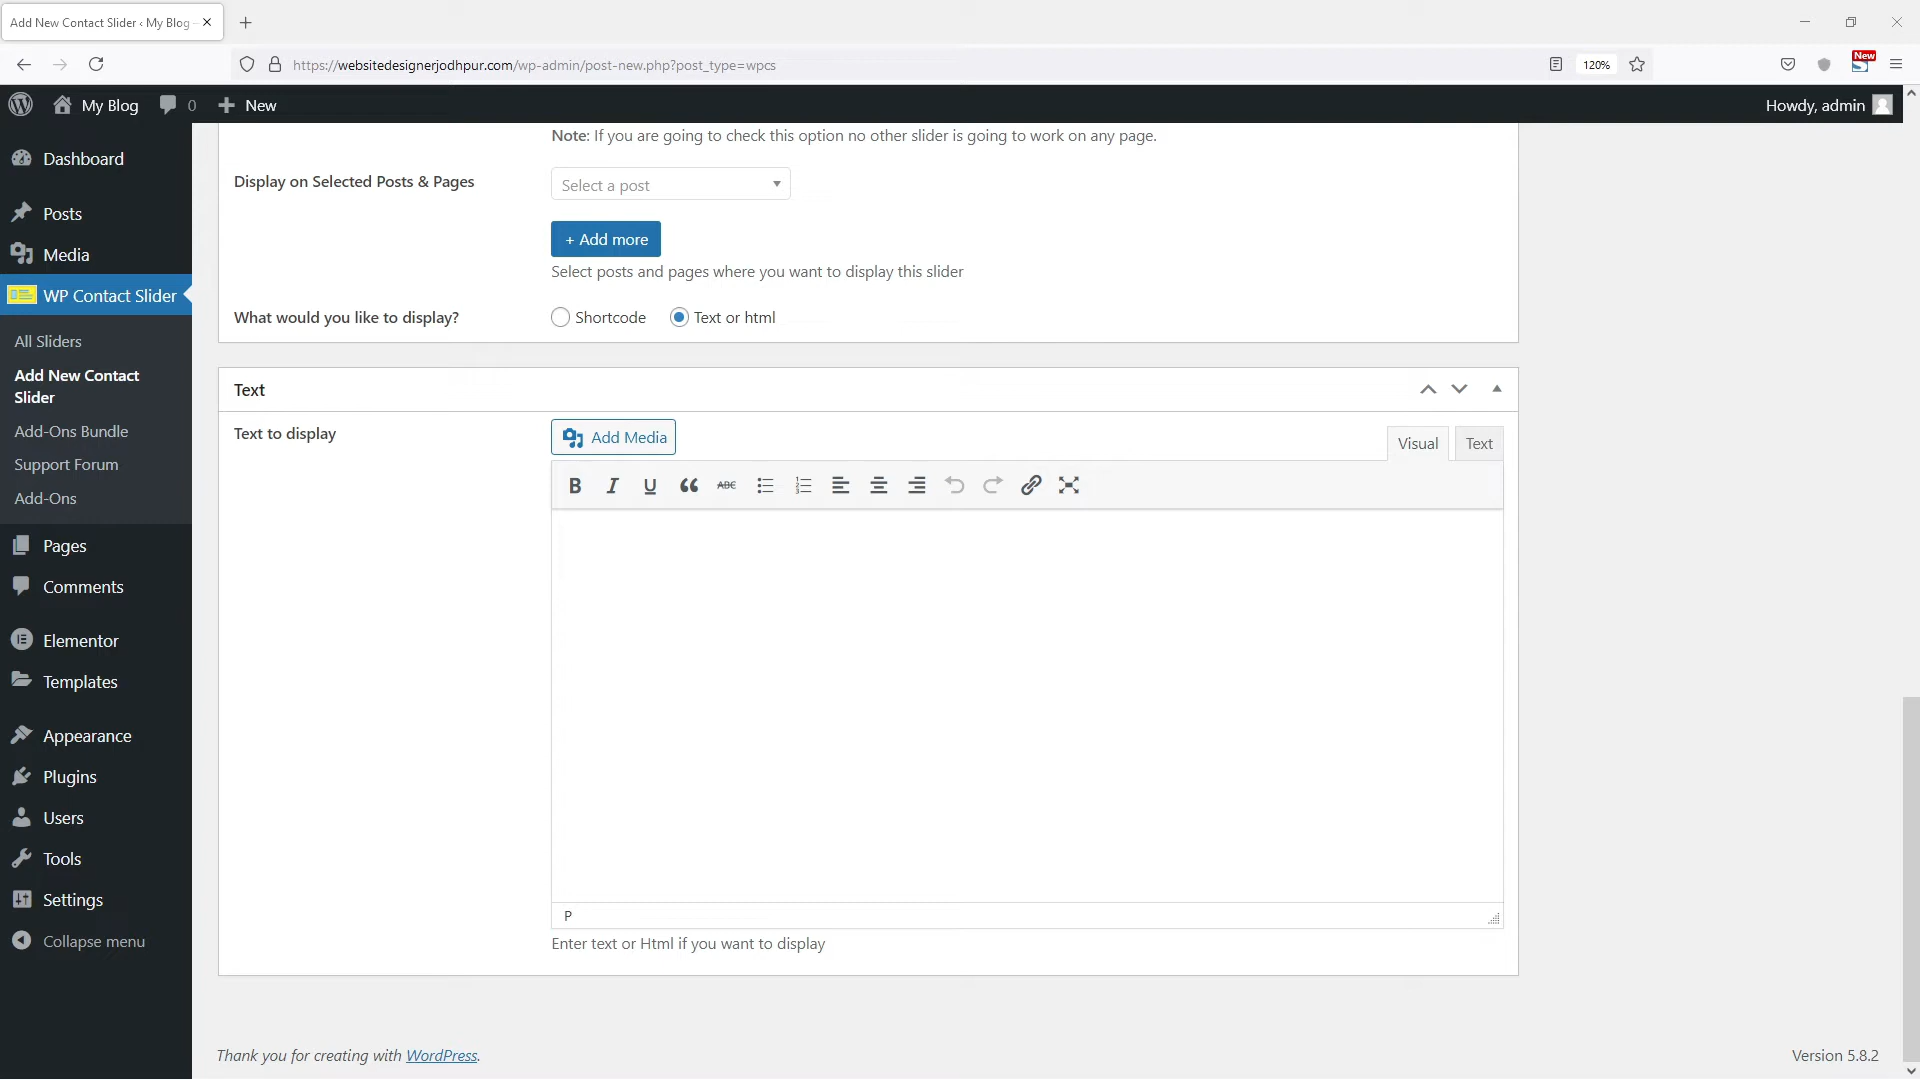 Add New Contact Slider ‹ My Blog –
https://websitedesignerjodhpur.com/wp-admin/post-new.php?post_type=wpcs
120%
New
My Blog
0
New
Howdy, admin
Dashboard
Posts
Media
WP Contact Slider
All Sliders
Add New Contact
Slider
Add-Ons Bundle
Support Forum
Add-Ons
Pages
Comments
Elementor
Templates
Appearance
Plugins
Users
Tools
Settings
Collapse menu
Note: If you are going to check this option no other slider is going to work on any page.
Display on Selected Posts & Pages
Select a post
+ Add more
Select posts and pages where you want to display this slider
What would you like to display?
Shortcode
Text or html
Text
Text to display
Add Media
Visual
Text
B I U ABC
P
Enter text or Html if you want to display
Thank you for creating with WordPress.
Version 5.8.2